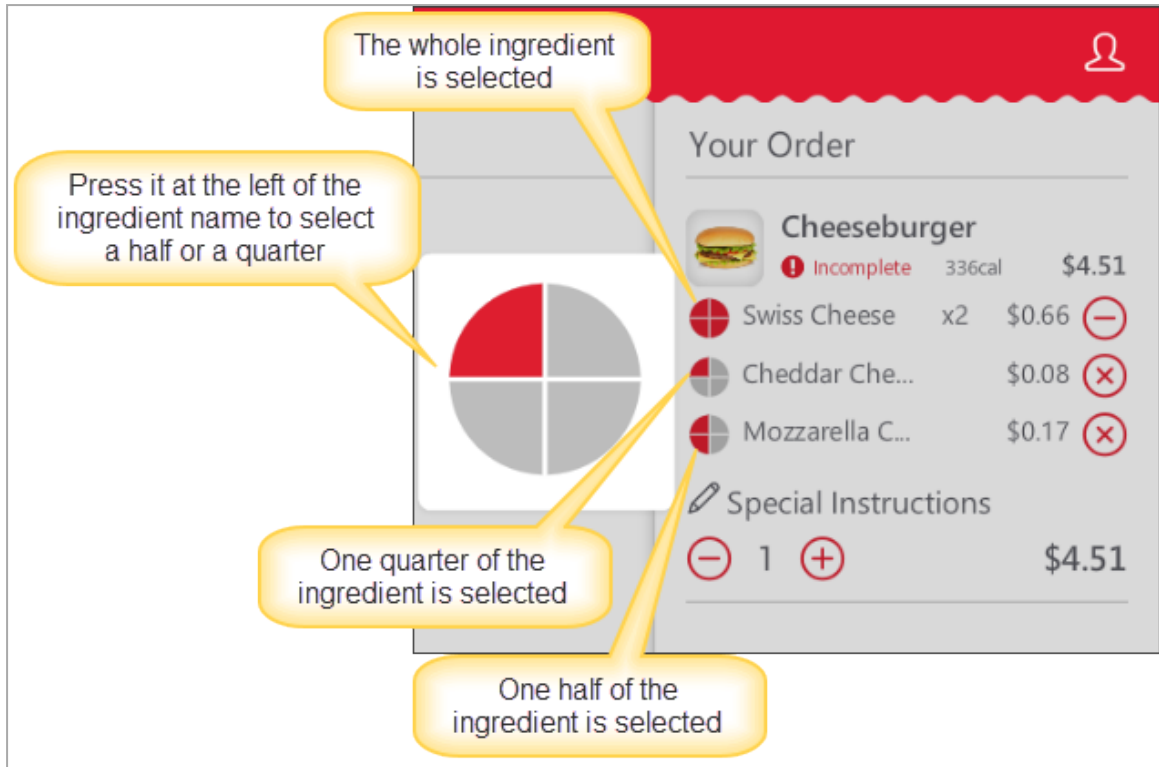 The whole ingredient
is selected
Your Order
Press it at the left of the
ingredient name to select
a half or a quarter
Cheeseburger
! Incomplete 336cal $4.51
Swiss Cheese x2 $0.66
Cheddar Che... $0.08
Mozzarella C... $0.17
Special Instructions
1 $4.51
One quarter of the
ingredient is selected
One half of the
ingredient is selected